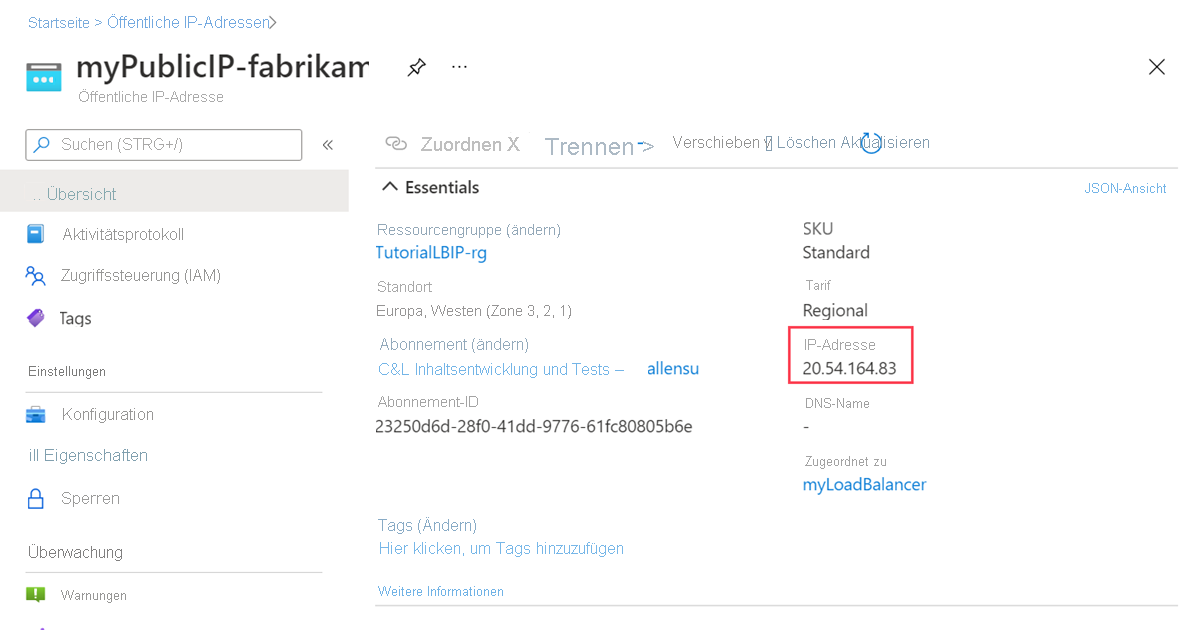 Startseite > Öffentliche IP-Adressen>
myPublicIP-fabrikam
Öffentliche IP-Adresse
Suchen (STRG+/)
«
Zuordnen X Trennen -> Verschieben Löschen Aktualisieren
.. Übersicht
Aktivitätsprotokoll
Zugriffssteuerung (IAM)
Tags
Einstellungen
Konfiguration
ill Eigenschaften
Sperren
Überwachung
Warnungen
Essentials
JSON-Ansicht
Ressourcengruppe (ändern)
TutorialLBIP-rg
Standort
Europa, Westen (Zone 3, 2, 1)
Abonnement (ändern)
C&L Inhaltsentwicklung und Tests – allensu
Abonnement-ID
23250d6d-28f0-41dd-9776-61fc80805b6e
SKU
Standard
Tarif
Regional
IP-Adresse
20.54.164.83
DNS-Name
-
Zugeordnet zu
myLoadBalancer
Tags (Ändern)
Hier klicken, um Tags hinzuzufügen
Weitere Informationen